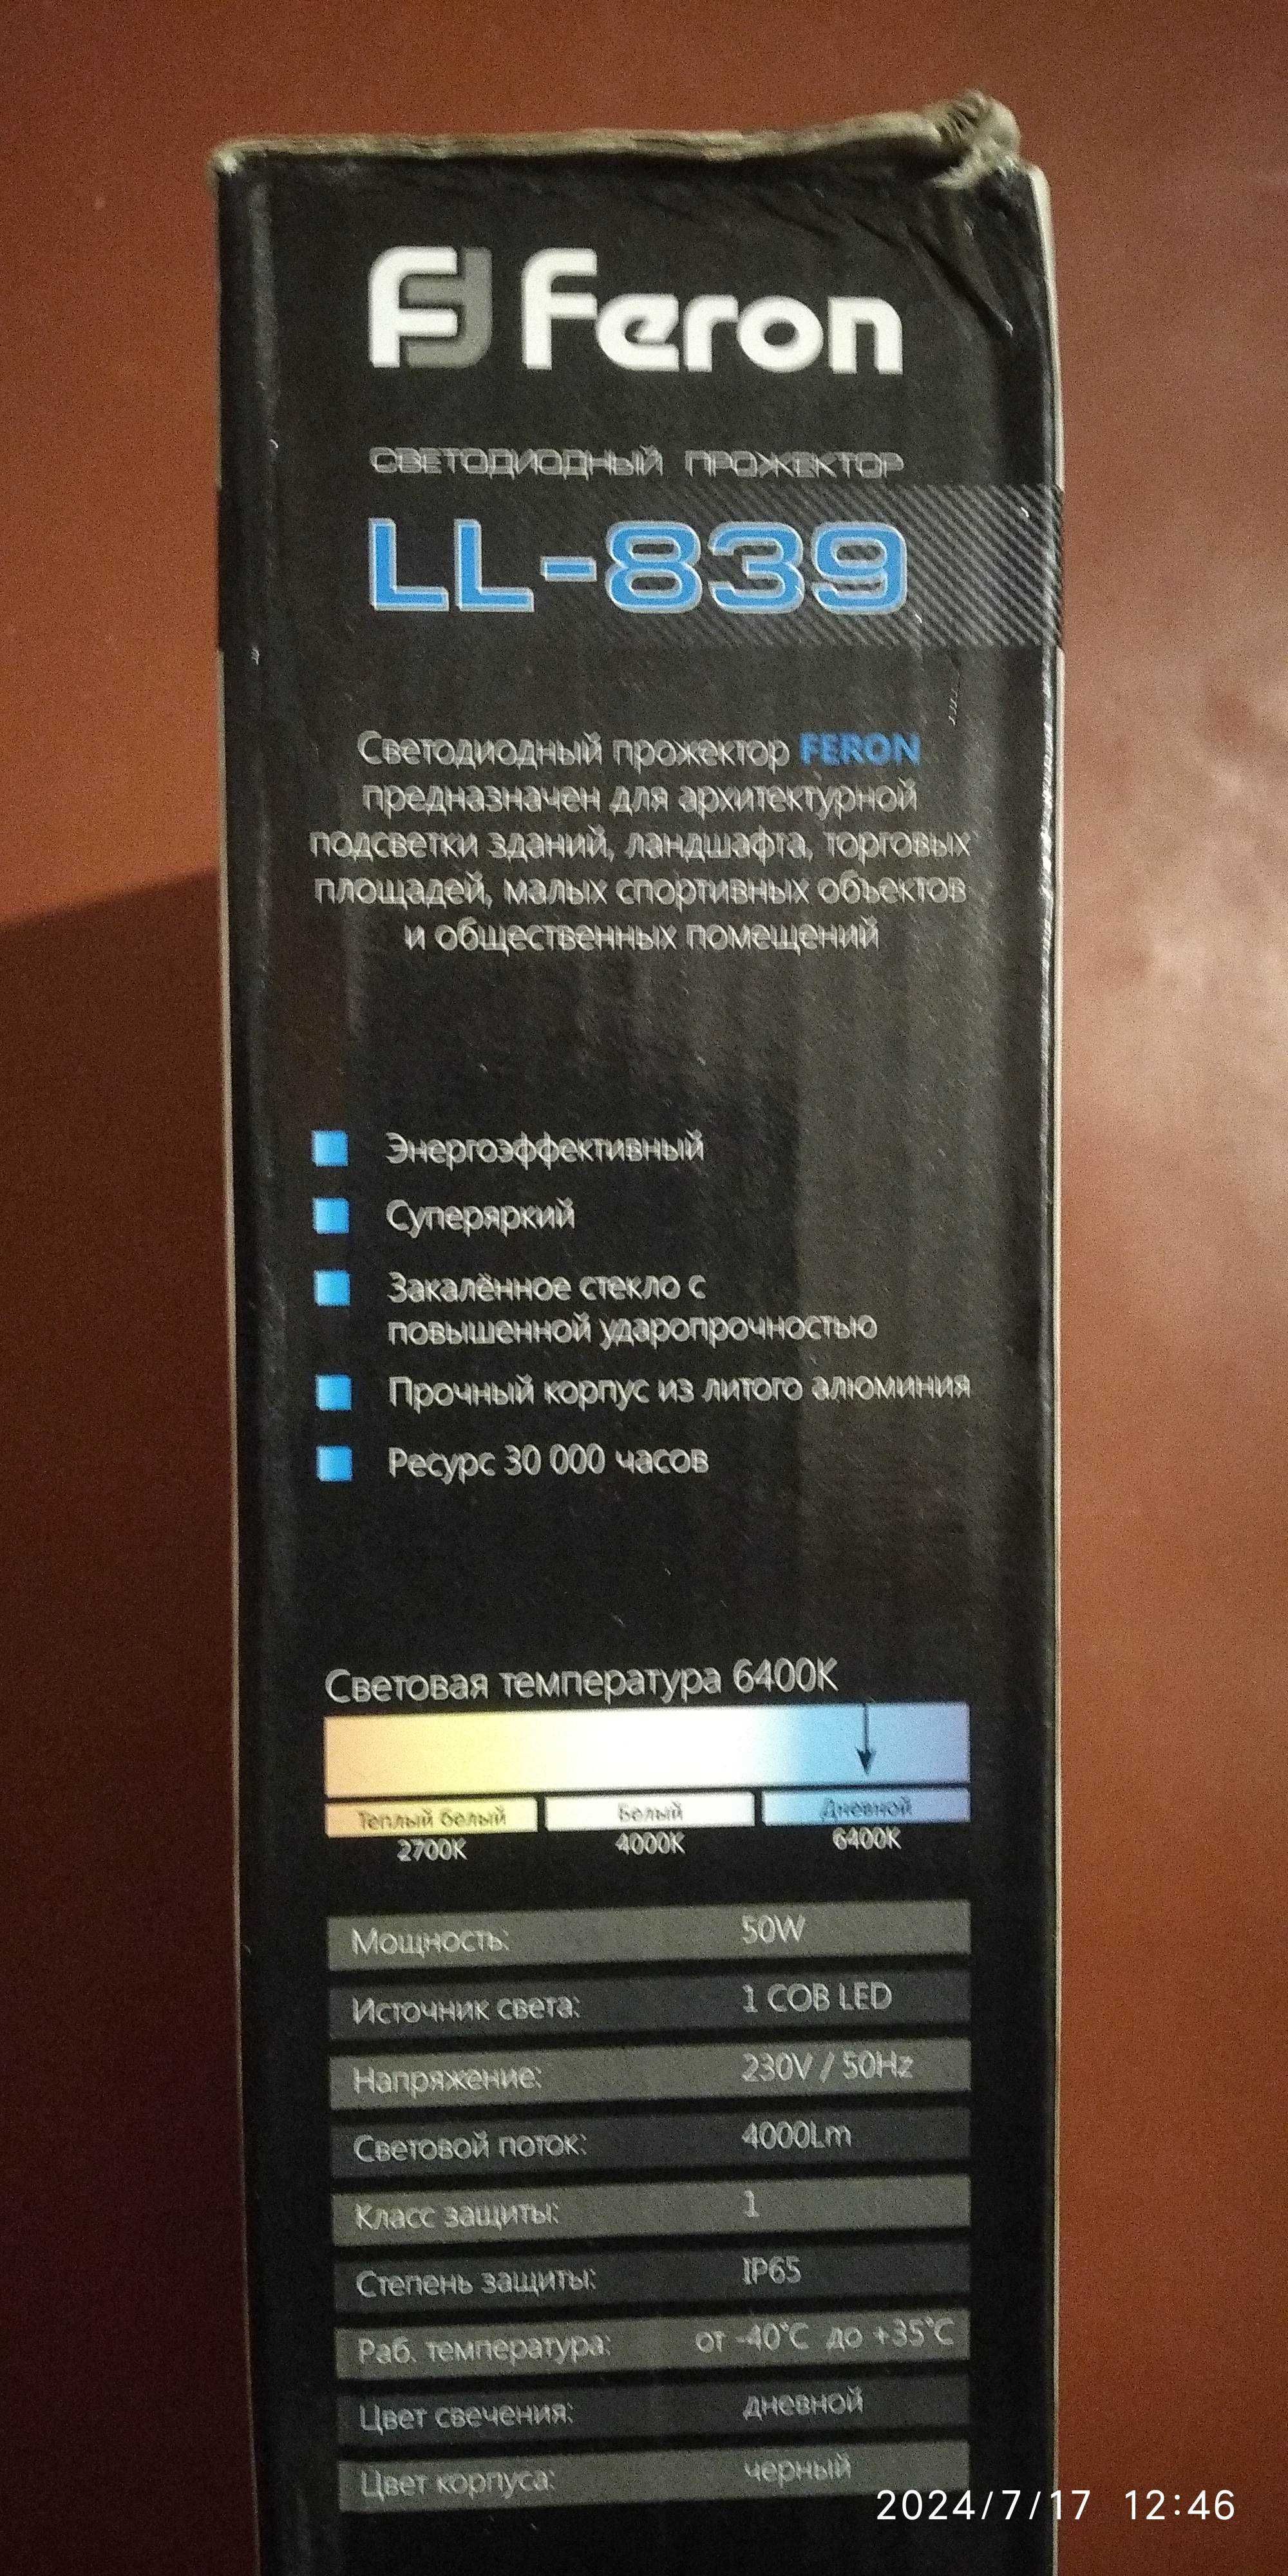 Feron
СВЕТОДИОДНЫЙ ПРОЖЕКТОР
LL-839
Светодиодный прожектор FERON
предназначен для архитектурной
подсветки зданий, ландшафта, торговых
площадей, малых спортивных объектов
и общественных помещений
Энергоэффективный
Суперяркий
Закалённое стекло с
повышенной ударопрочностью
Прочный корпус из литого алюминия
Ресурс 30 000 часов
Световая температура 6400K
Теплый белый Белый Дневной
2700K 4000K 6400K
Мощность: 50W
Источник света: 1 COB LED
Напряжение: 230V / 50Hz
Световой поток: 4000Lm
Класс защиты: 1
Степень защиты: IP65
Раб. температура: от -40°C до +35°C
Цвет свечения: дневной
Цвет корпуса: черный
2024/7/17 12:46